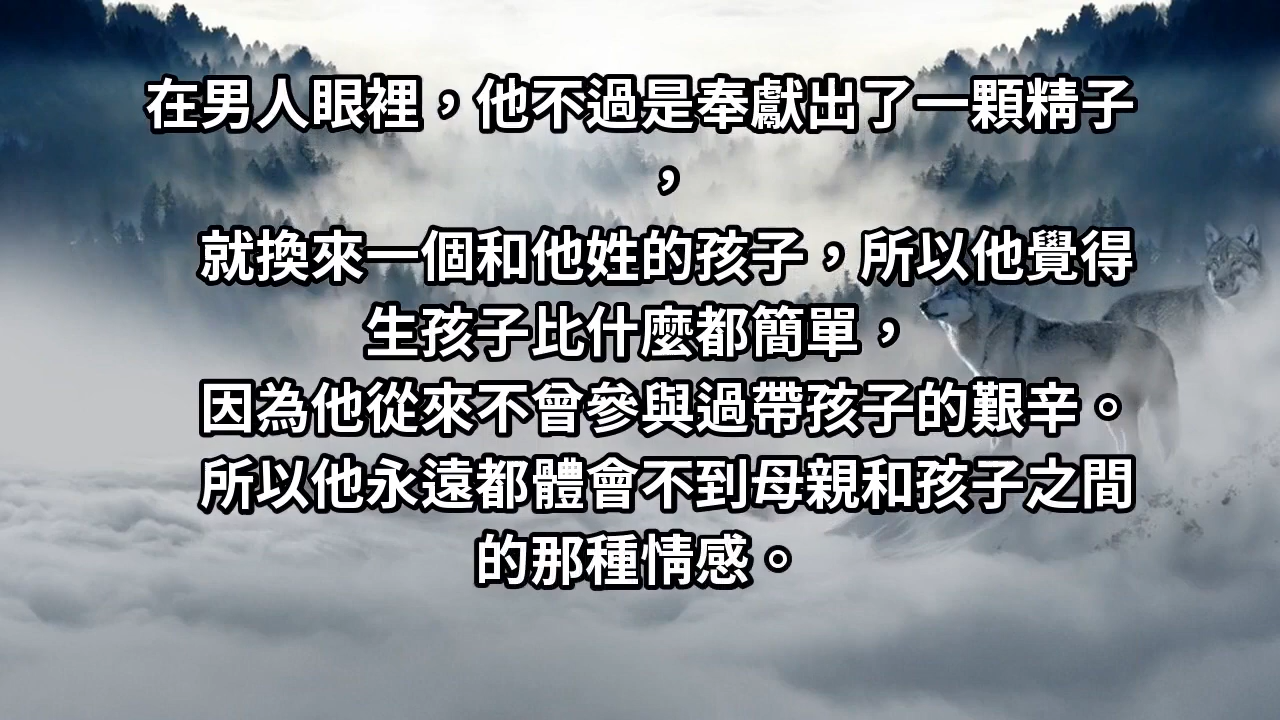 在男人眼裡，他不過是奉獻出了一顆精子
，
就換來一個和他姓的孩子，所以他覺得
生孩子比什麼都簡單，
因為他從來不曾參與過帶孩子的艱辛。
所以他永遠都體會不到母親和孩子之間
的那種情感。